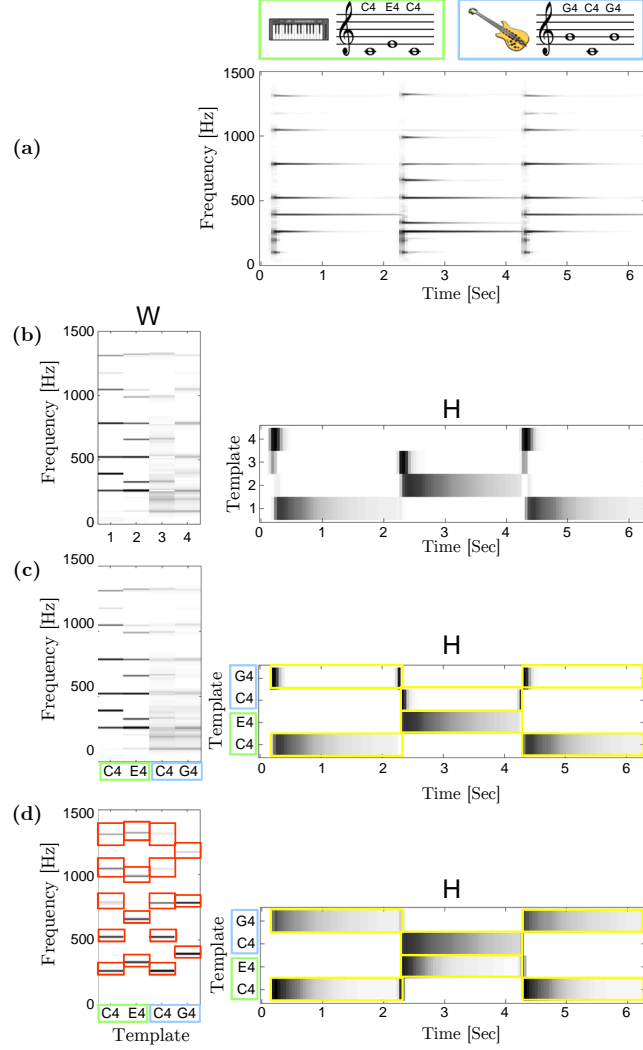 C4 E4 C4
G4 C4 G4
(a)
Frequency [Hz]
1500
1000
500
0
0 1 2 3 4 5 6
Time [Sec]
(b)
W
Frequency [Hz]
1500
1000
500
0
1 2 3 4
H
Template
4
3
2
1
0 1 2 3 4 5 6
Time [Sec]
(c)
Frequency [Hz]
1500
1000
500
0
C4 E4 C4 G4
H
Template
G4
C4
E4
C4
0 1 2 3 4 5 6
Time [Sec]
(d)
Frequency [Hz]
1500
1000
500
0
C4 E4 C4 G4
Template
H
Template
G4
C4
E4
C4
0 1 2 3 4 5 6
Time [Sec]